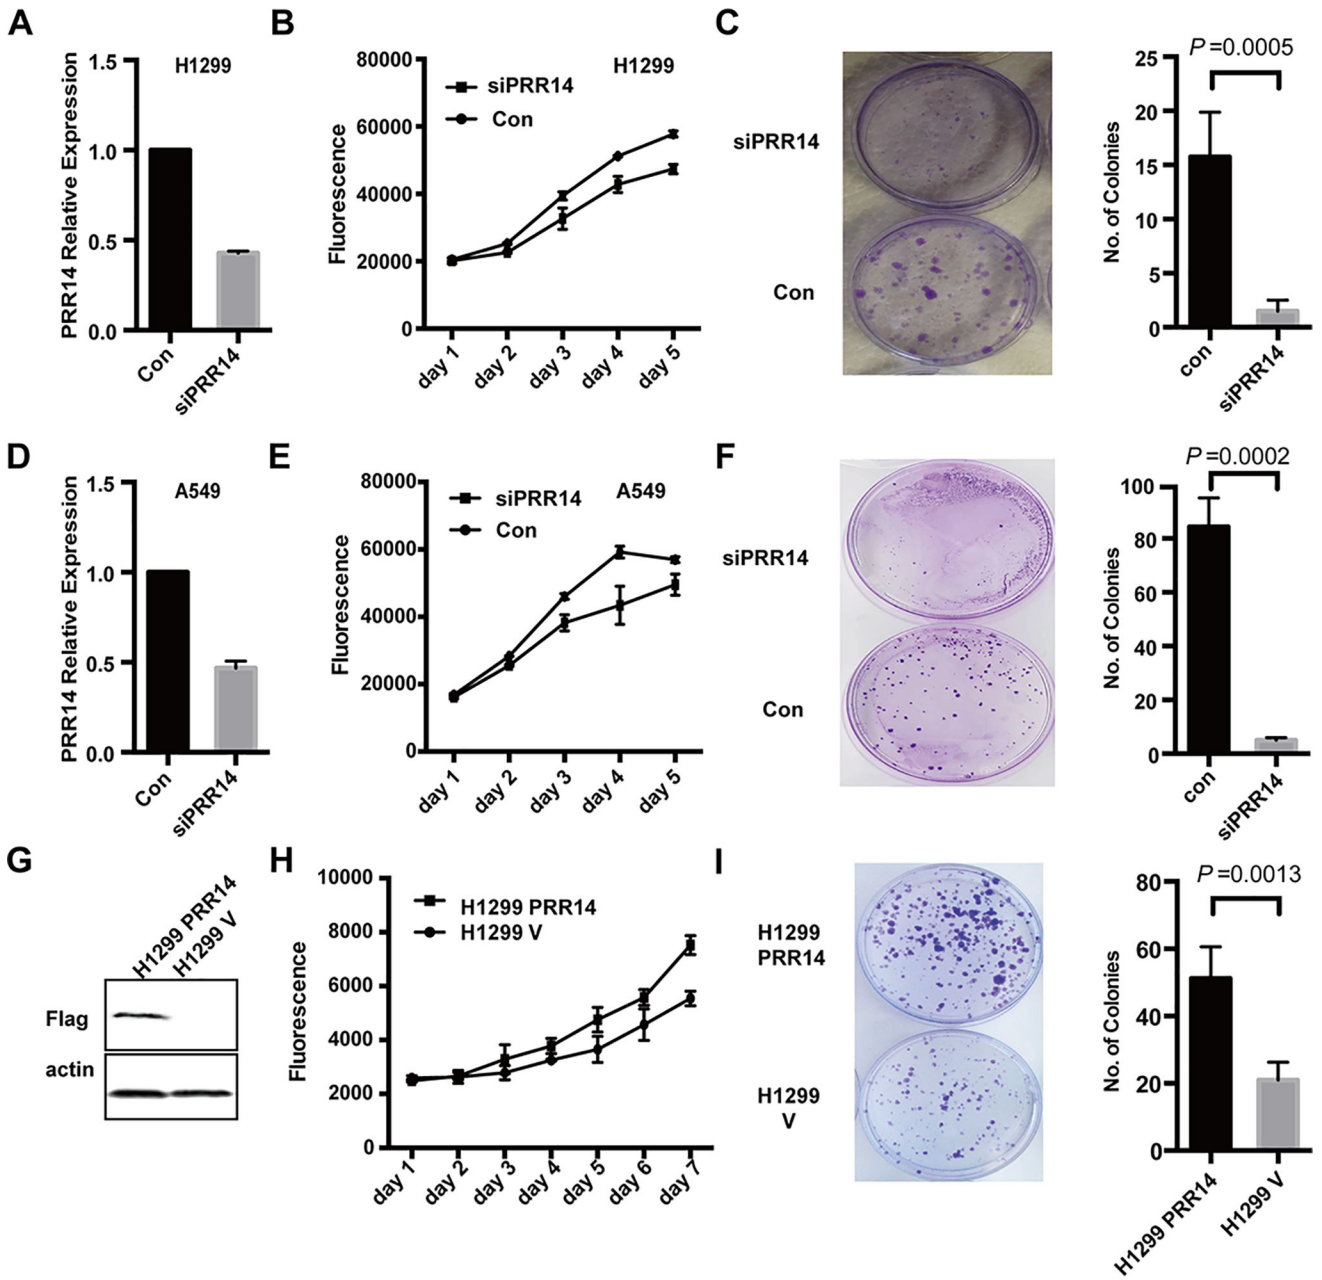 A
H1299
PRR14 Relative Expression
1.5
1.0
0.5
0.0
Con
siPRR14
B
H1299
siPRR14
Con
Fluorescence
80000
60000
40000
20000
0
day 1
day 2
day 3
day 4
day 5
C
siPRR14
Con
P =0.0005
No. of Colonies
25
20
15
10
5
0
con
siPRR14
D
A549
PRR14 Relative Expression
1.5
1.0
0.5
0.0
Con
siPRR14
E
A549
siPRR14
Con
Fluorescence
80000
60000
40000
20000
0
day 1
day 2
day 3
day 4
day 5
F
siPRR14
Con
P =0.0002
No. of Colonies
100
80
60
40
20
0
con
siPRR14
G
H1299 PRR14
H1299 V
Flag
actin
H
H1299 PRR14
H1299 V
Fluorescence
10000
8000
6000
4000
2000
0
day 1
day 2
day 3
day 4
day 5
day 6
day 7
I
H1299
PRR14
H1299
V
P =0.0013
No. of Colonies
80
60
40
20
0
H1299 PRR14
H1299 V